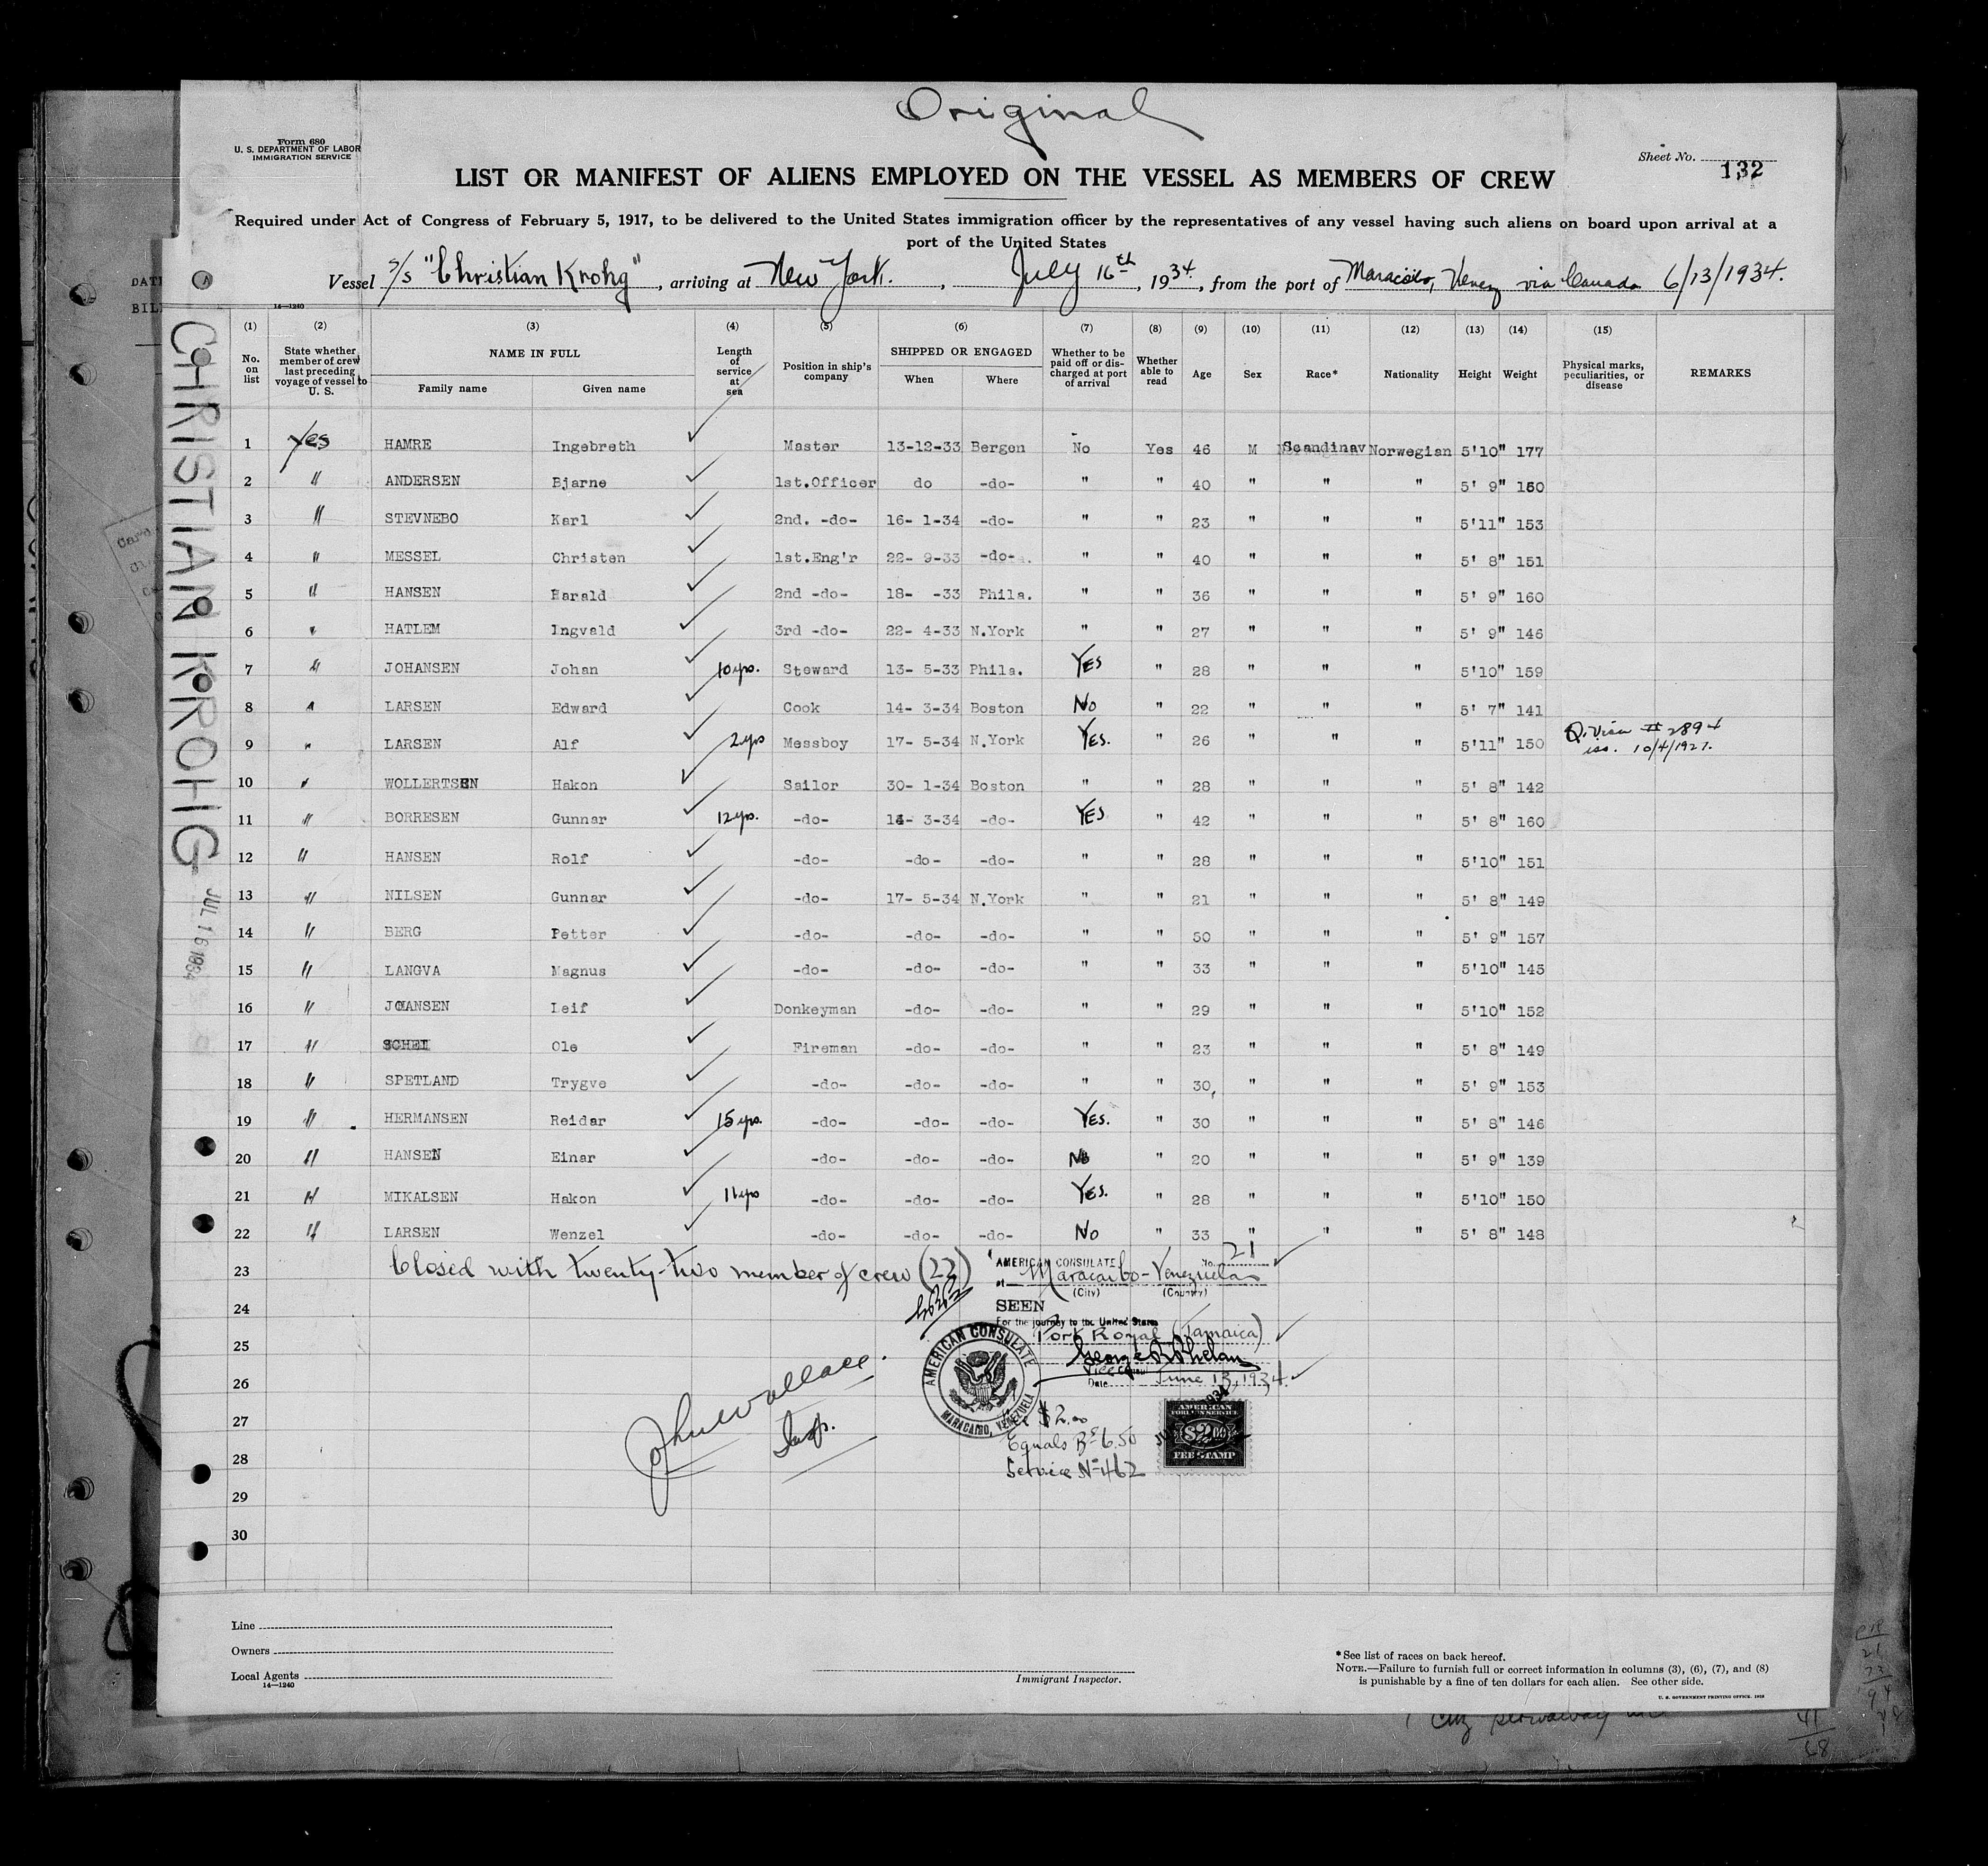 Original
Form 680
U. S. DEPARTMENT OF LABOR
IMMIGRATION SERVICE
Sheet No.
132
LIST OR MANIFEST OF ALIENS EMPLOYED ON THE VESSEL AS MEMBERS OF CREW
Required under Act of Congress of February 5, 1917, to be delivered to the United States immigration officer by the representatives of any vessel having such aliens on board upon arrival at a
port of the United States
Vessel S/S "Christian Krohg", arriving at New York., July 16th, 1934, from the port of Maracaibo, Venez via Canada 6/13/1934.
14—1240
CHRISTIAN KROHG JUL 16 1934
(1) (2) (3) (4) (5) (6) (7) (8) (9) (10) (11) (12) (13) (14) (15)
No. on list State whether member of crew last preceding voyage of vessel to U. S. NAME IN FULL Family name Given name Length of service at sea Position in ship's company SHIPPED OR ENGAGED When Where Whether to be paid off or discharged at port of arrival Whether able to read Age Sex Race* Nationality Height Weight Physical marks, peculiarities, or disease REMARKS
1 Yes HAMRE Ingebreth Master 13-12-33 Bergen No Yes 46 M Scandinav Norwegian 5'10" 177
2 " ANDERSEN Bjarne 1st.Officer do -do- " " 40 " " " 5' 9" 150
3 " STEVNEBO Karl 2nd. -do- 16- 1-34 -do- " " 23 " " " 5'11" 153
4 " MESSEL Christen 1st.Eng'r 22- 9-33 -do- " " 40 " " " 5' 8" 151
5 " HANSEN Harald 2nd -do- 18- -33 Phila. " " 36 " " " 5' 9" 160
6 " HATLEM Ingvald 3rd -do- 22- 4-33 N.York " " 27 " " " 5' 9" 146
7 " JOHANSEN Johan 10 yrs. Steward 13- 5-33 Phila. YES " 28 " " " 5'10" 159
8 " LARSEN Edward Cook 14- 3-34 Boston No " 22 " " " 5' 7" 141
9 " LARSEN Alf 2 yrs Messboy 17- 5-34 N.York Yes. " 26 " " " 5'11" 150 Q. Visa # 2894
iss. 10/4/1927.
10 " WOLLERTSEN Hakon Sailor 30- 1-34 Boston " " 28 " " " 5' 8" 142
11 " BORRESEN Gunnar 12 yrs. -do- 14- 3-34 -do- YES " 42 " " " 5' 8" 160
12 " HANSEN Rolf -do- -do- -do- " " 28 " " " 5'10" 151
13 " NILSEN Gunnar -do- 17- 5-34 N.York " " 21 " " " 5' 8" 149
14 " BERG Petter -do- -do- -do- " " 50 " " " 5' 9" 157
15 " LANGVA Magnus -do- -do- -do- " " 33 " " " 5'10" 145
16 " JOHANSEN Leif Donkeyman -do- -do- " " 29 " " " 5'10" 152
17 " SCHEI Ole Fireman -do- -do- " " 23 " " " 5' 8" 149
18 " SPETLAND Trygve -do- -do- -do- " " 30 " " " 5' 9" 153
19 " HERMANSEN Reidar 15 yrs. -do- -do- -do- Yes. " 30 " " " 5' 8" 146
20 " HANSEN Einar -do- -do- -do- No " 20 " " " 5' 9" 139
21 " MIKALSEN Hakon 11 yrs -do- -do- -do- Yes. " 28 " " " 5'10" 150
22 " LARSEN Wenzel -do- -do- -do- No " 33 " " " 5' 8" 148
23 Closed with twenty-two member of crew (22)
24
25
26
27
28
29
30
AMERICAN CONSULATE No. 21
at Maracaibo - Venezuela
(City) (Country)
SEEN
For the journey to the United States
Port Royal (Jamaica)
George R Phelan
Vice Consul
Date June 13, 1934
AMERICAN CONSULATE
MARACAIBO, VENEZUELA
$2.00
Equals Bs 6.50
Service No 462
AMERICAN
FOREIGN SERVICE
$2.00
FEE STAMP
John Wallace.
Insp.
Line
Owners
Local Agents
14—1240
Immigrant Inspector.
*See list of races on back hereof.
NOTE.—Failure to furnish full or correct information in columns (3), (6), (7), and (8)
is punishable by a fine of ten dollars for each alien. See other side.
U. S. GOVERNMENT PRINTING OFFICE
41
68